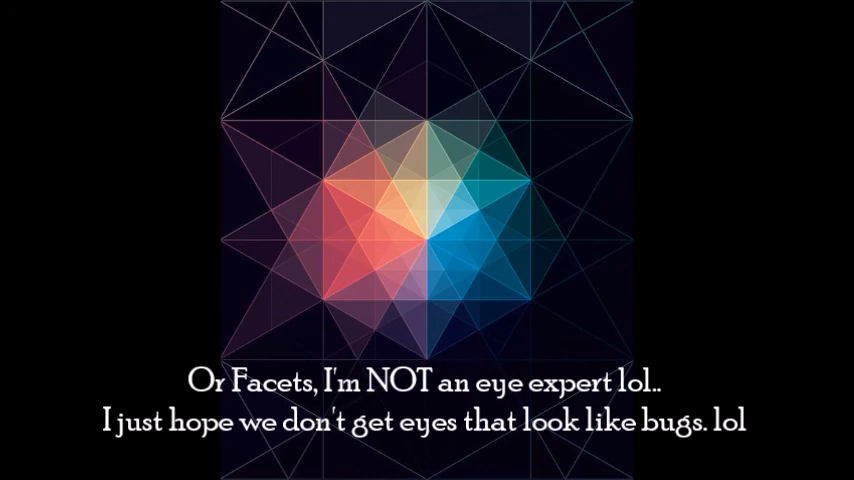 Or Facets, I'm NOT an eye expert lol..
I just hope we don't get eyes that look like bugs. lol